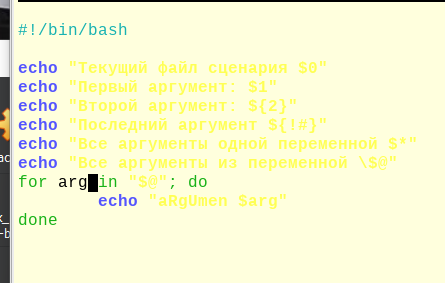 #!/bin/bash
echo "Текущий файл сценария $0"
echo "Первый аргумент: $1"
echo "Второй аргумент: ${2}"
echo "Последний аргумент ${!#}"
echo "Все аргументы одной переменной $*"
echo "Все аргументы из переменной \$@"
for arg in "$@"; do
echo "aRgUmen $arg"
done